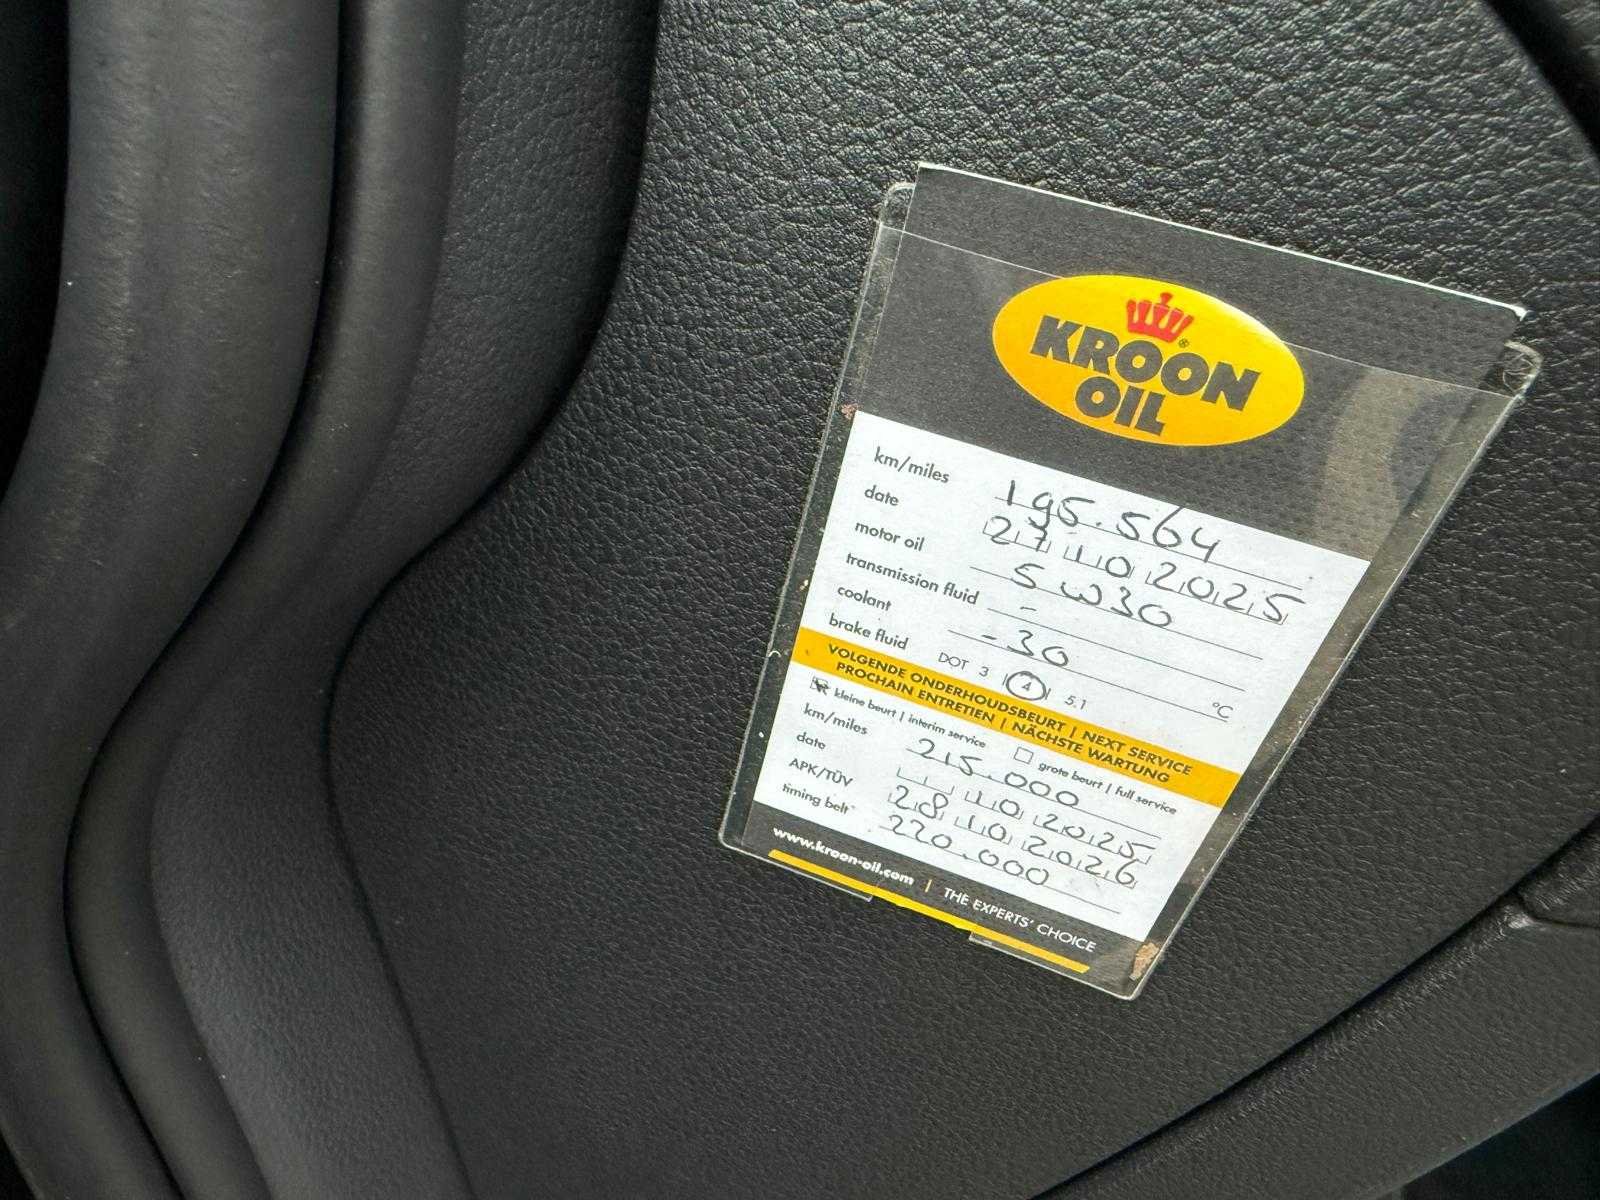 KROON
OIL
km/miles 195.564
date 27 10 2025
motor oil 5W30
transmission fluid -
coolant -30 °C
brake fluid DOT 3 | 4 | 5.1
VOLGENDE ONDERHOUDSBEURT | NEXT SERVICE
PROCHAIN ENTRETIEN | NÄCHSTE WARTUNG
kleine beurt | interim service grote beurt | full service
km/miles 215.000
date 10 2025
APK/TÜV 28 10 2026
timing belt 220.000
www.kroon-oil.com | THE EXPERTS' CHOICE